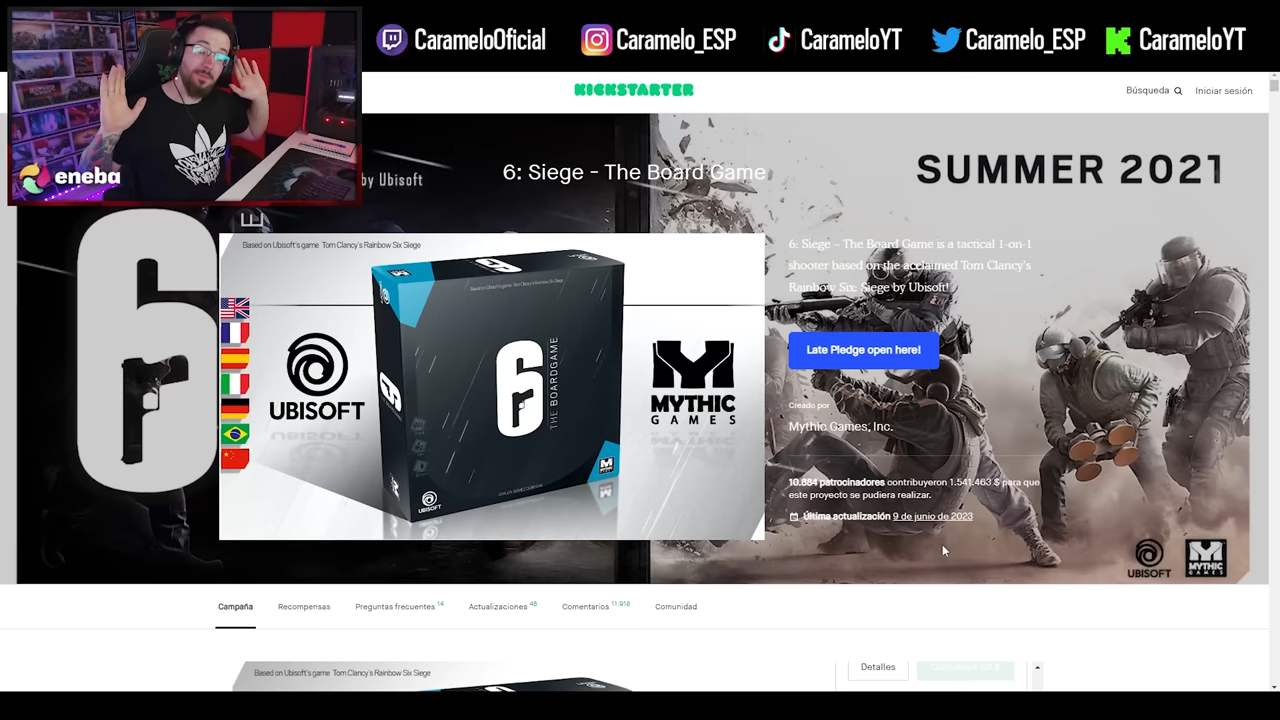 CarameloOficial
Caramelo_ESP
CarameloYT
Caramelo_ESP
CarameloYT
KICKSTARTER
Búsqueda
Iniciar sesión
eneba
by Ubisoft
6: Siege - The Board Game
SUMMER 2021
Based on Ubisoft's game Tom Clancy's Rainbow Six Siege
6: Siege - The Board Game is a tactical 1-on-1
shooter based on the acclaimed Tom Clancy's
Rainbow Six: Siege by Ubisoft!
6
6
THE BOARDGAME
UBISOFT
MYTHIC
GAMES
UBISOFT
Late Pledge open here!
Creado por
Mythic Games, Inc.
10.884 patrocinadores contribuyeron 1.541.463 $ para que
este proyecto se pudiera realizar.
Última actualización 9 de junio de 2023
UBISOFT
MYTHIC
GAMES
Campaña
Recompensas
Preguntas frecuentes 14
Actualizaciones 46
Comentarios 11.918
Comunidad
Based on Ubisoft's game Tom Clancy's Rainbow Six Siege
Detalles